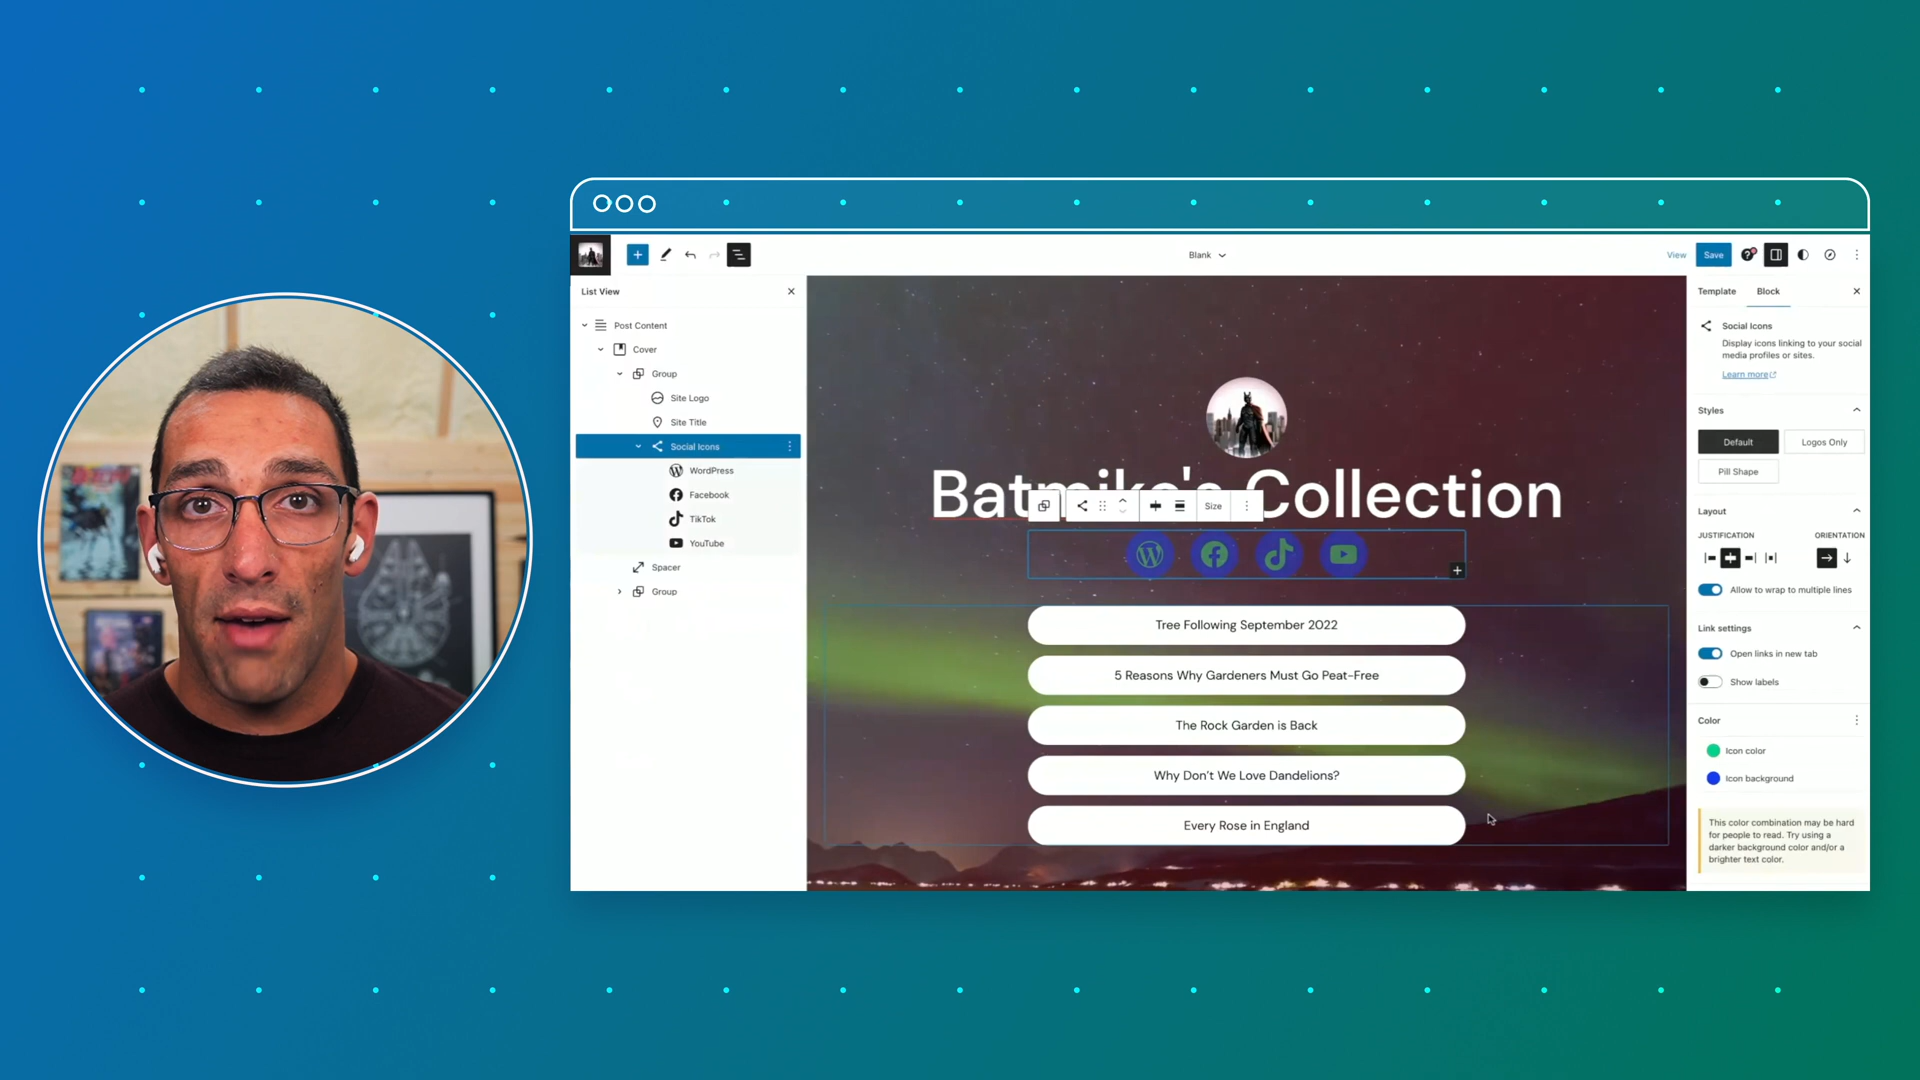 Blank
View
Save
List View
Post Content
Cover
Group
Site Logo
Site Title
Social Icons
WordPress
Facebook
TikTok
YouTube
Spacer
Group
Batmike's Collection
Size
Tree Following September 2022
5 Reasons Why Gardeners Must Go Peat-Free
The Rock Garden is Back
Why Don't We Love Dandelions?
Every Rose in England
Template
Block
Social Icons
Display icons linking to your social
media profiles or sites.
Learn more
Styles
Default
Logos Only
Pill Shape
Layout
JUSTIFICATION
ORIENTATION
Allow to wrap to multiple lines
Link settings
Open links in new tab
Show labels
Color
Icon color
Icon background
This color combination may be hard
for people to read. Try using a
darker background color and/or a
brighter text color.